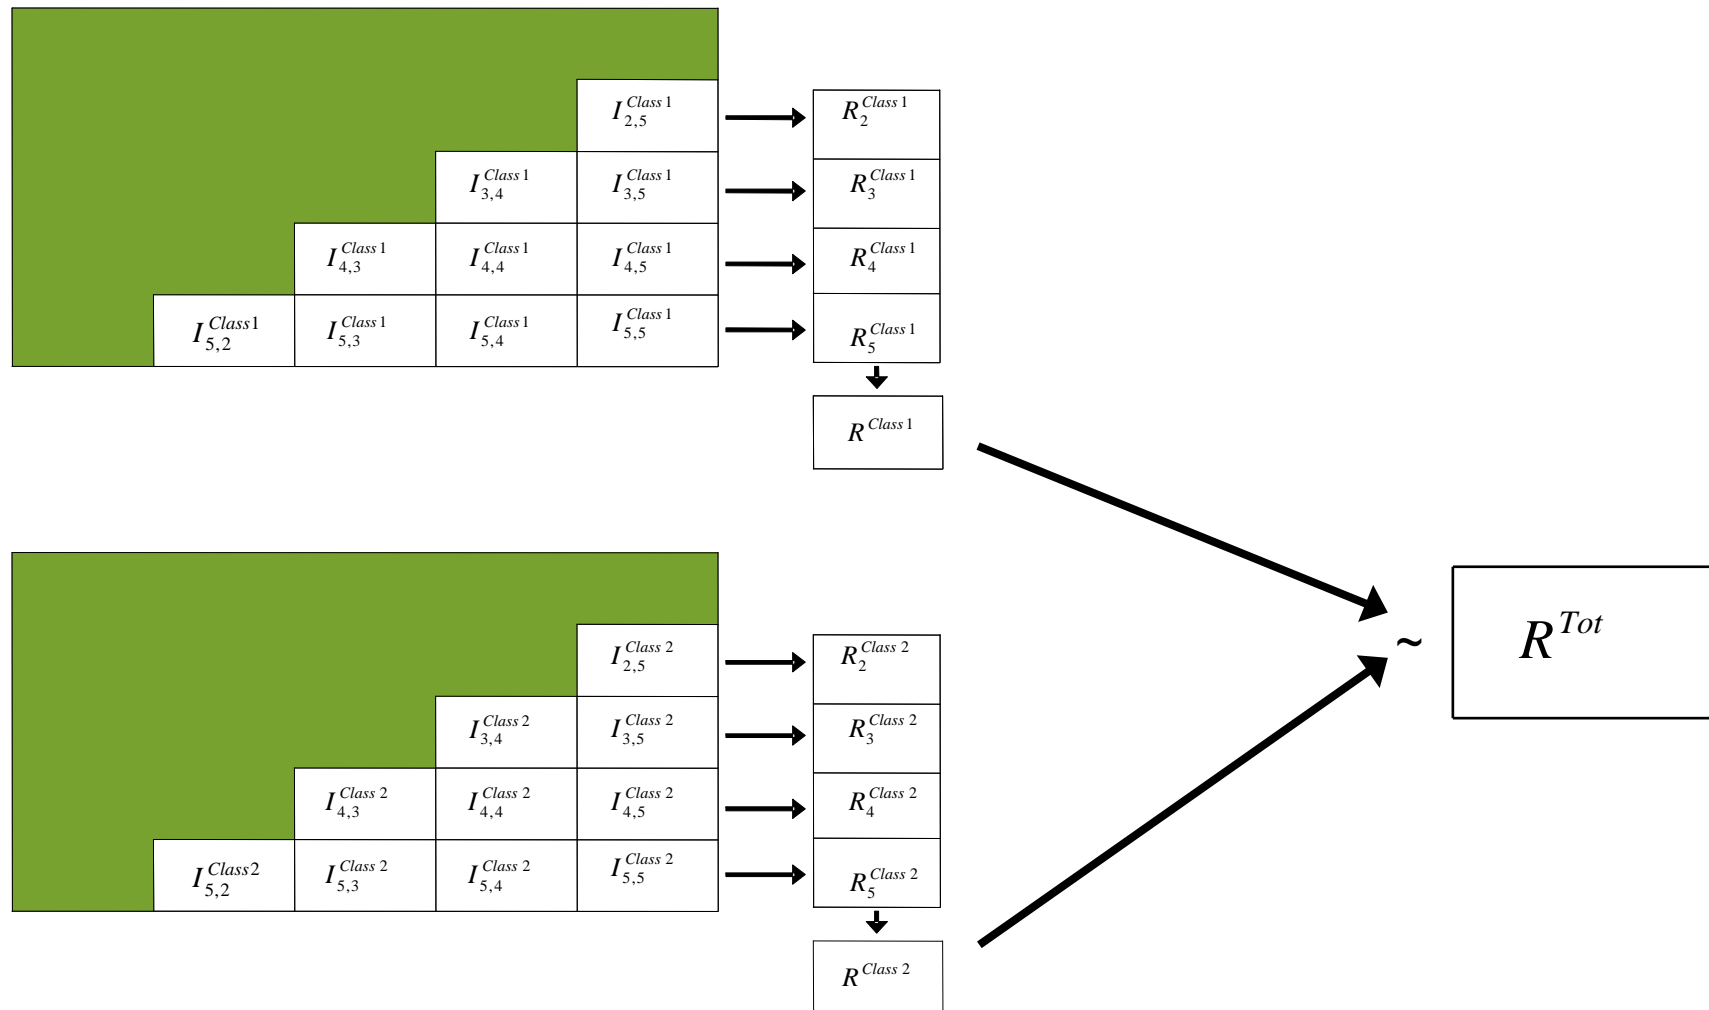 I_{2,5}^{Class 1} R_2^{Class 1}
I_{3,4}^{Class 1} I_{3,5}^{Class 1} R_3^{Class 1}
I_{4,3}^{Class 1} I_{4,4}^{Class 1} I_{4,5}^{Class 1} R_4^{Class 1}
I_{5,2}^{Class 1} I_{5,3}^{Class 1} I_{5,4}^{Class 1} I_{5,5}^{Class 1} R_5^{Class 1}
R^{Class 1}
~ R^{Tot}
I_{2,5}^{Class 2} R_2^{Class 2}
I_{3,4}^{Class 2} I_{3,5}^{Class 2} R_3^{Class 2}
I_{4,3}^{Class 2} I_{4,4}^{Class 2} I_{4,5}^{Class 2} R_4^{Class 2}
I_{5,2}^{Class 2} I_{5,3}^{Class 2} I_{5,4}^{Class 2} I_{5,5}^{Class 2} R_5^{Class 2}
R^{Class 2}